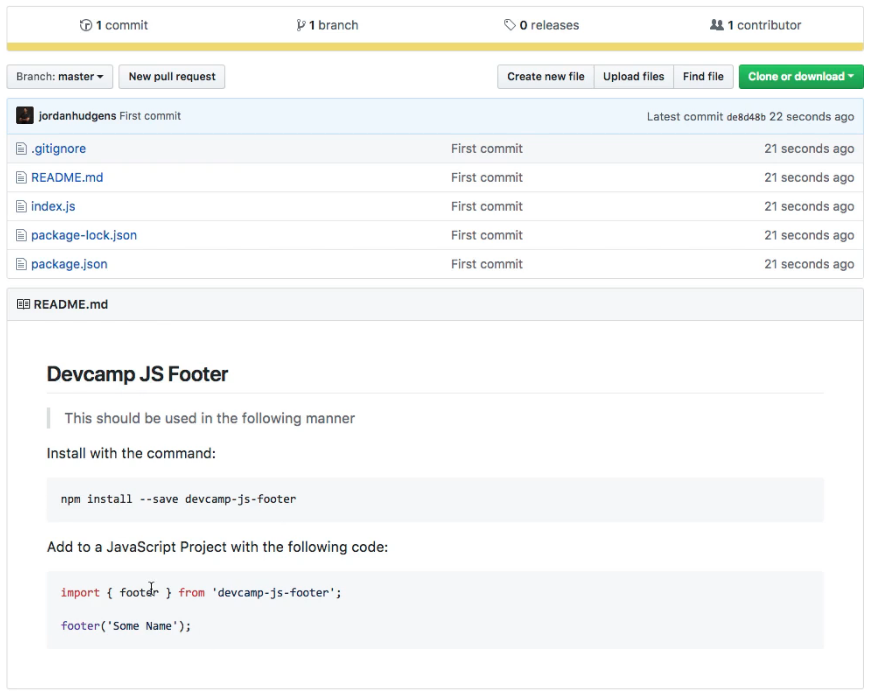 1 commit
1 branch
0 releases
1 contributor
Branch: master
New pull request
Create new file
Upload files
Find file
Clone or download
jordanhudgens First commit
Latest commit de8d48b 22 seconds ago
.gitignore First commit 21 seconds ago
README.md First commit 21 seconds ago
index.js First commit 21 seconds ago
package-lock.json First commit 21 seconds ago
package.json First commit 21 seconds ago
README.md
Devcamp JS Footer
This should be used in the following manner
Install with the command:
npm install --save devcamp-js-footer
Add to a JavaScript Project with the following code:
import { footer } from 'devcamp-js-footer';
footer('Some Name');